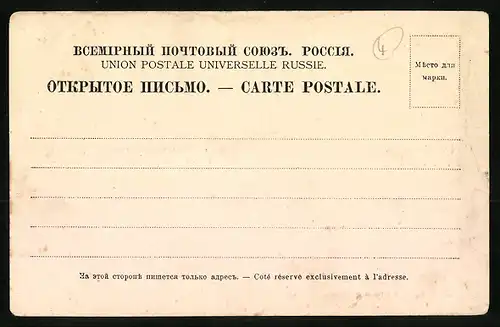 ВСЕМІРНЫЙ ПОЧТОВЫЙ СОЮЗЪ. РОССІЯ.
UNION POSTALE UNIVERSELLE RUSSIE.
ОТКРЫТОЕ ПИСЬМО. — CARTE POSTALE.
4
Мѣсто для
марки.
За этой сторонѣ пишется только адресъ. — Coté réservé exclusivement à l'adresse.